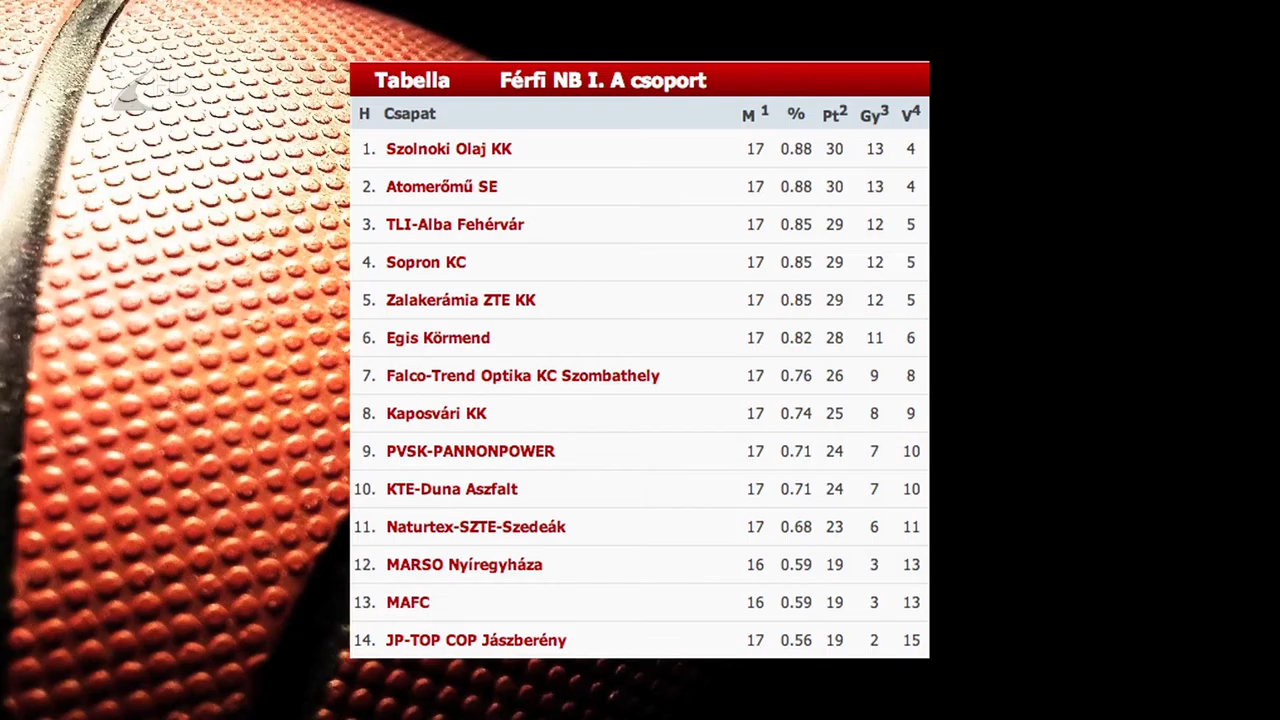 Tabella Férfi NB I. A csoport
H Csapat M 1 % Pt2 Gy3 V4
1. Szolnoki Olaj KK 17 0.88 30 13 4
2. Atomerőmű SE 17 0.88 30 13 4
3. TLI-Alba Fehérvár 17 0.85 29 12 5
4. Sopron KC 17 0.85 29 12 5
5. Zalakerámia ZTE KK 17 0.85 29 12 5
6. Egis Körmend 17 0.82 28 11 6
7. Falco-Trend Optika KC Szombathely 17 0.76 26 9 8
8. Kaposvári KK 17 0.74 25 8 9
9. PVSK-PANNONPOWER 17 0.71 24 7 10
10. KTE-Duna Aszfalt 17 0.71 24 7 10
11. Naturtex-SZTE-Szedeák 17 0.68 23 6 11
12. MARSO Nyíregyháza 16 0.59 19 3 13
13. MAFC 16 0.59 19 3 13
14. JP-TOP COP Jászberény 17 0.56 19 2 15